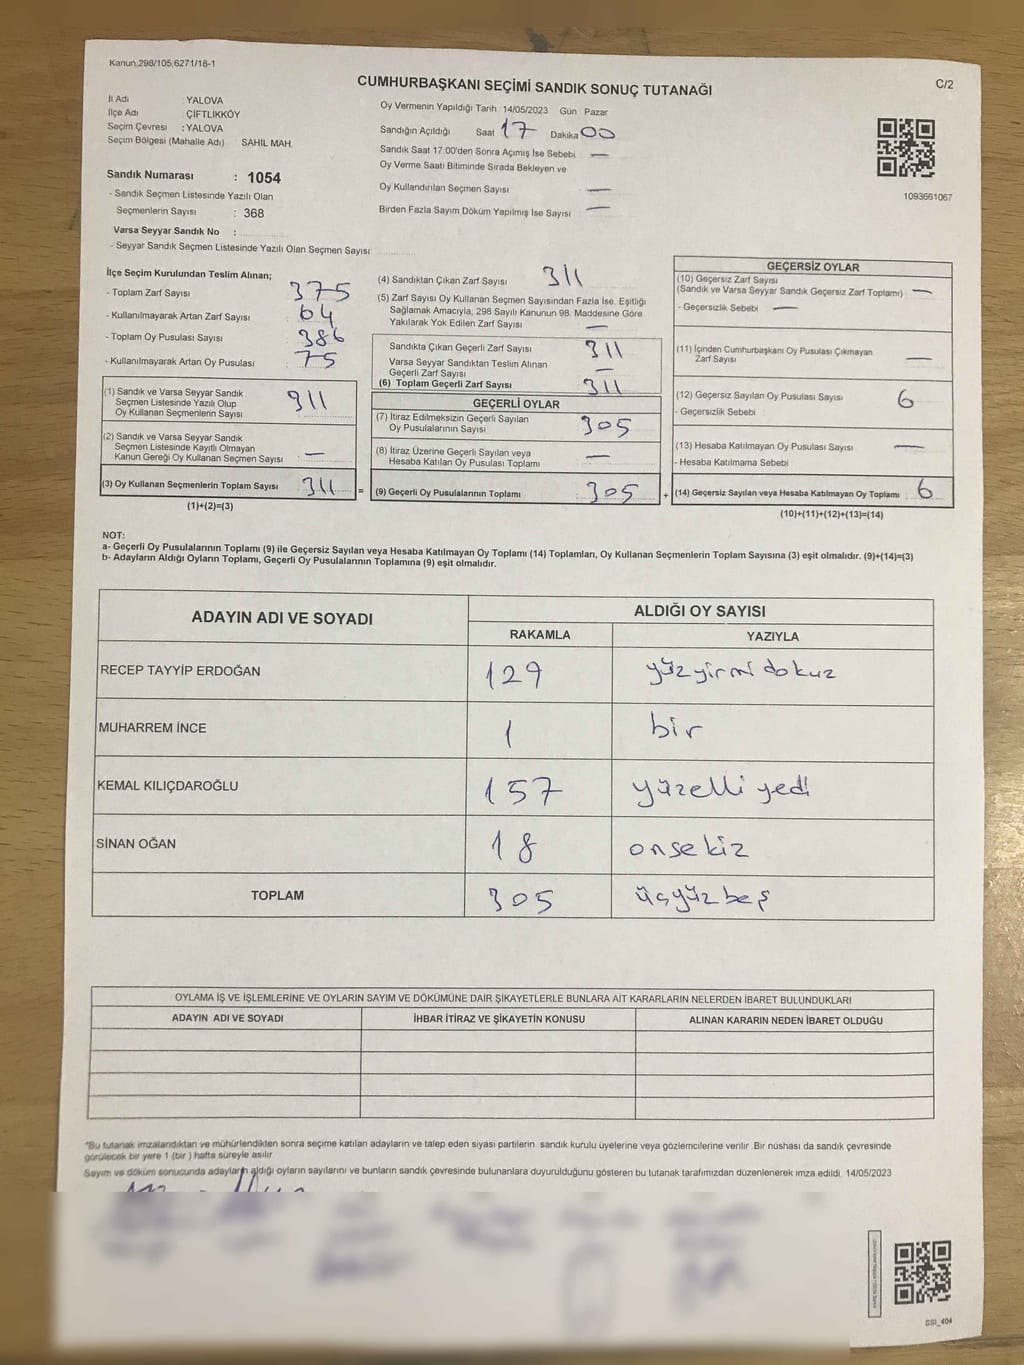 Kanun,298/105,6271/18-1
C/2
CUMHURBAŞKANI SEÇİMİ SANDIK SONUÇ TUTANAĞI
İl Adı YALOVA
İlçe Adı ÇİFTLİKKÖY
Seçim Çevresi : YALOVA
Seçim Bölgesi (Mahalle Adı) SAHIL MAH.
Sandık Numarası : 1054
- Sandık Seçmen Listesinde Yazılı Olan
Seçmenlerin Sayısı : 368
Varsa Seyyar Sandık No :
- Seyyar Sandık Seçmen Listesinde Yazılı Olan Seçmen Sayısı
Oy Vermenin Yapıldığı Tarih 14/05/2023 Gün Pazar
Sandığın Açıldığı Saat 17 Dakika 00
Sandık Saat 17:00'den Sonra Açımış İse Sebebi —
Oy Verme Saati Bitiminde Sırada Bekleyen ve
Oy Kullandırılan Seçmen Sayısı —
Birden Fazla Sayım Döküm Yapılmış İse Sayısı —
1093661067
İlçe Seçim Kurulundan Teslim Alınan;
- Toplam Zarf Sayısı 375
- Kullanılmayarak Artan Zarf Sayısı 64
- Toplam Oy Pusulası Sayısı 386
- Kullanılmayarak Artan Oy Pusulası 75
(1) Sandık ve Varsa Seyyar Sandık
Seçmen Listesinde Yazılı Olup
Oy Kullanan Seçmenlerin Sayısı 311
(2) Sandık ve Varsa Seyyar Sandık
Seçmen Listesinde Kayıtlı Olmayan
Kanun Gereği Oy Kullanan Seçmen Sayısı —
(3) Oy Kullanan Seçmenlerin Toplam Sayısı 311 =
(1)+(2)=(3)
(4) Sandıktan Çıkan Zarf Sayısı 311
(5) Zarf Sayısı Oy Kullanan Seçmen Sayısından Fazla İse. Eşitliği
Sağlamak Amacıyla, 298 Sayılı Kanunun 98. Maddesine Göre
Yakılarak Yok Edilen Zarf Sayısı —
Sandıkta Çıkan Geçerli Zarf Sayısı 311
Varsa Seyyar Sandıktan Teslim Alınan
Geçerli Zarf Sayısı —
(6) Toplam Geçerli Zarf Sayısı 311
GEÇERLİ OYLAR
(7) İtiraz Edilmeksizin Geçerli Sayılan
Oy Pusulalarının Sayısı 305
(8) İtiraz Üzerine Geçerli Sayılan veya
Hesaba Katılan Oy Pusulası Toplamı —
(9) Geçerli Oy Pusulalarının Toplamı 305 +
GEÇERSİZ OYLAR
(10) Geçersiz Zarf Sayısı
(Sandık ve Varsa Seyyar Sandık Geçersiz Zarf Toplamı) —
- Geçersizlik Sebebi —
(11) İçinden Cumhurbaşkanı Oy Pusulası Çıkmayan
Zarf Sayısı —
(12) Geçersiz Sayılan Oy Pusulası Sayısı 6
- Geçersizlik Sebebi
(13) Hesaba Katılmayan Oy Pusulası Sayısı —
- Hesaba Katılmama Sebebi
(14) Geçersiz Sayılan veya Hesaba Katılmayan Oy Toplamı 6
(10)+(11)+(12)+(13)=(14)
NOT:
a- Geçerli Oy Pusulalarının Toplamı (9) ile Geçersiz Sayılan veya Hesaba Katılmayan Oy Toplamı (14) Toplamları, Oy Kullanan Seçmenlerin Toplam Sayısına (3) eşit olmalıdır. (9)+(14)=(3)
b- Adayların Aldığı Oyların Toplamı, Geçerli Oy Pusulalarının Toplamına (9) eşit olmalıdır.
ADAYIN ADI VE SOYADI ALDIĞI OY SAYISI
RAKAMLA YAZIYLA
RECEP TAYYİP ERDOĞAN 129 yüzyirmi dokuz
MUHARREM İNCE 1 bir
KEMAL KILIÇDAROĞLU 157 yüzelli yedi
SİNAN OĞAN 18 onsekiz
TOPLAM 305 üçyüz beş
OYLAMA İŞ VE İŞLEMLERİNE VE OYLARIN SAYIM VE DÖKÜMÜNE DAİR ŞİKAYETLERLE BUNLARA AİT KARARLARIN NELERDEN İBARET BULUNDUKLARI
ADAYIN ADI VE SOYADI İHBAR İTİRAZ VE ŞİKAYETİN KONUSU ALINAN KARARIN NEDEN İBARET OLDUĞU
*Bu tutanak imzalandıktan ve mühürlendikten sonra seçime katılan adayların ve talep eden siyasi partilerin sandık kurulu üyelerine veya gözlemcilerine verilir .Bir nüshası da sandık çevresinde
görülecek bir yere 1 (bir ) hafta süreyle asılır
Sayım ve döküm sonucunda adayların aldığı oyların sayılarını ve bunların sandık çevresinde bulunanlara duyurulduğunu gösteren bu tutanak tarafımızdan düzenlenerek imza edildi. 14/05/2023
SSI_404